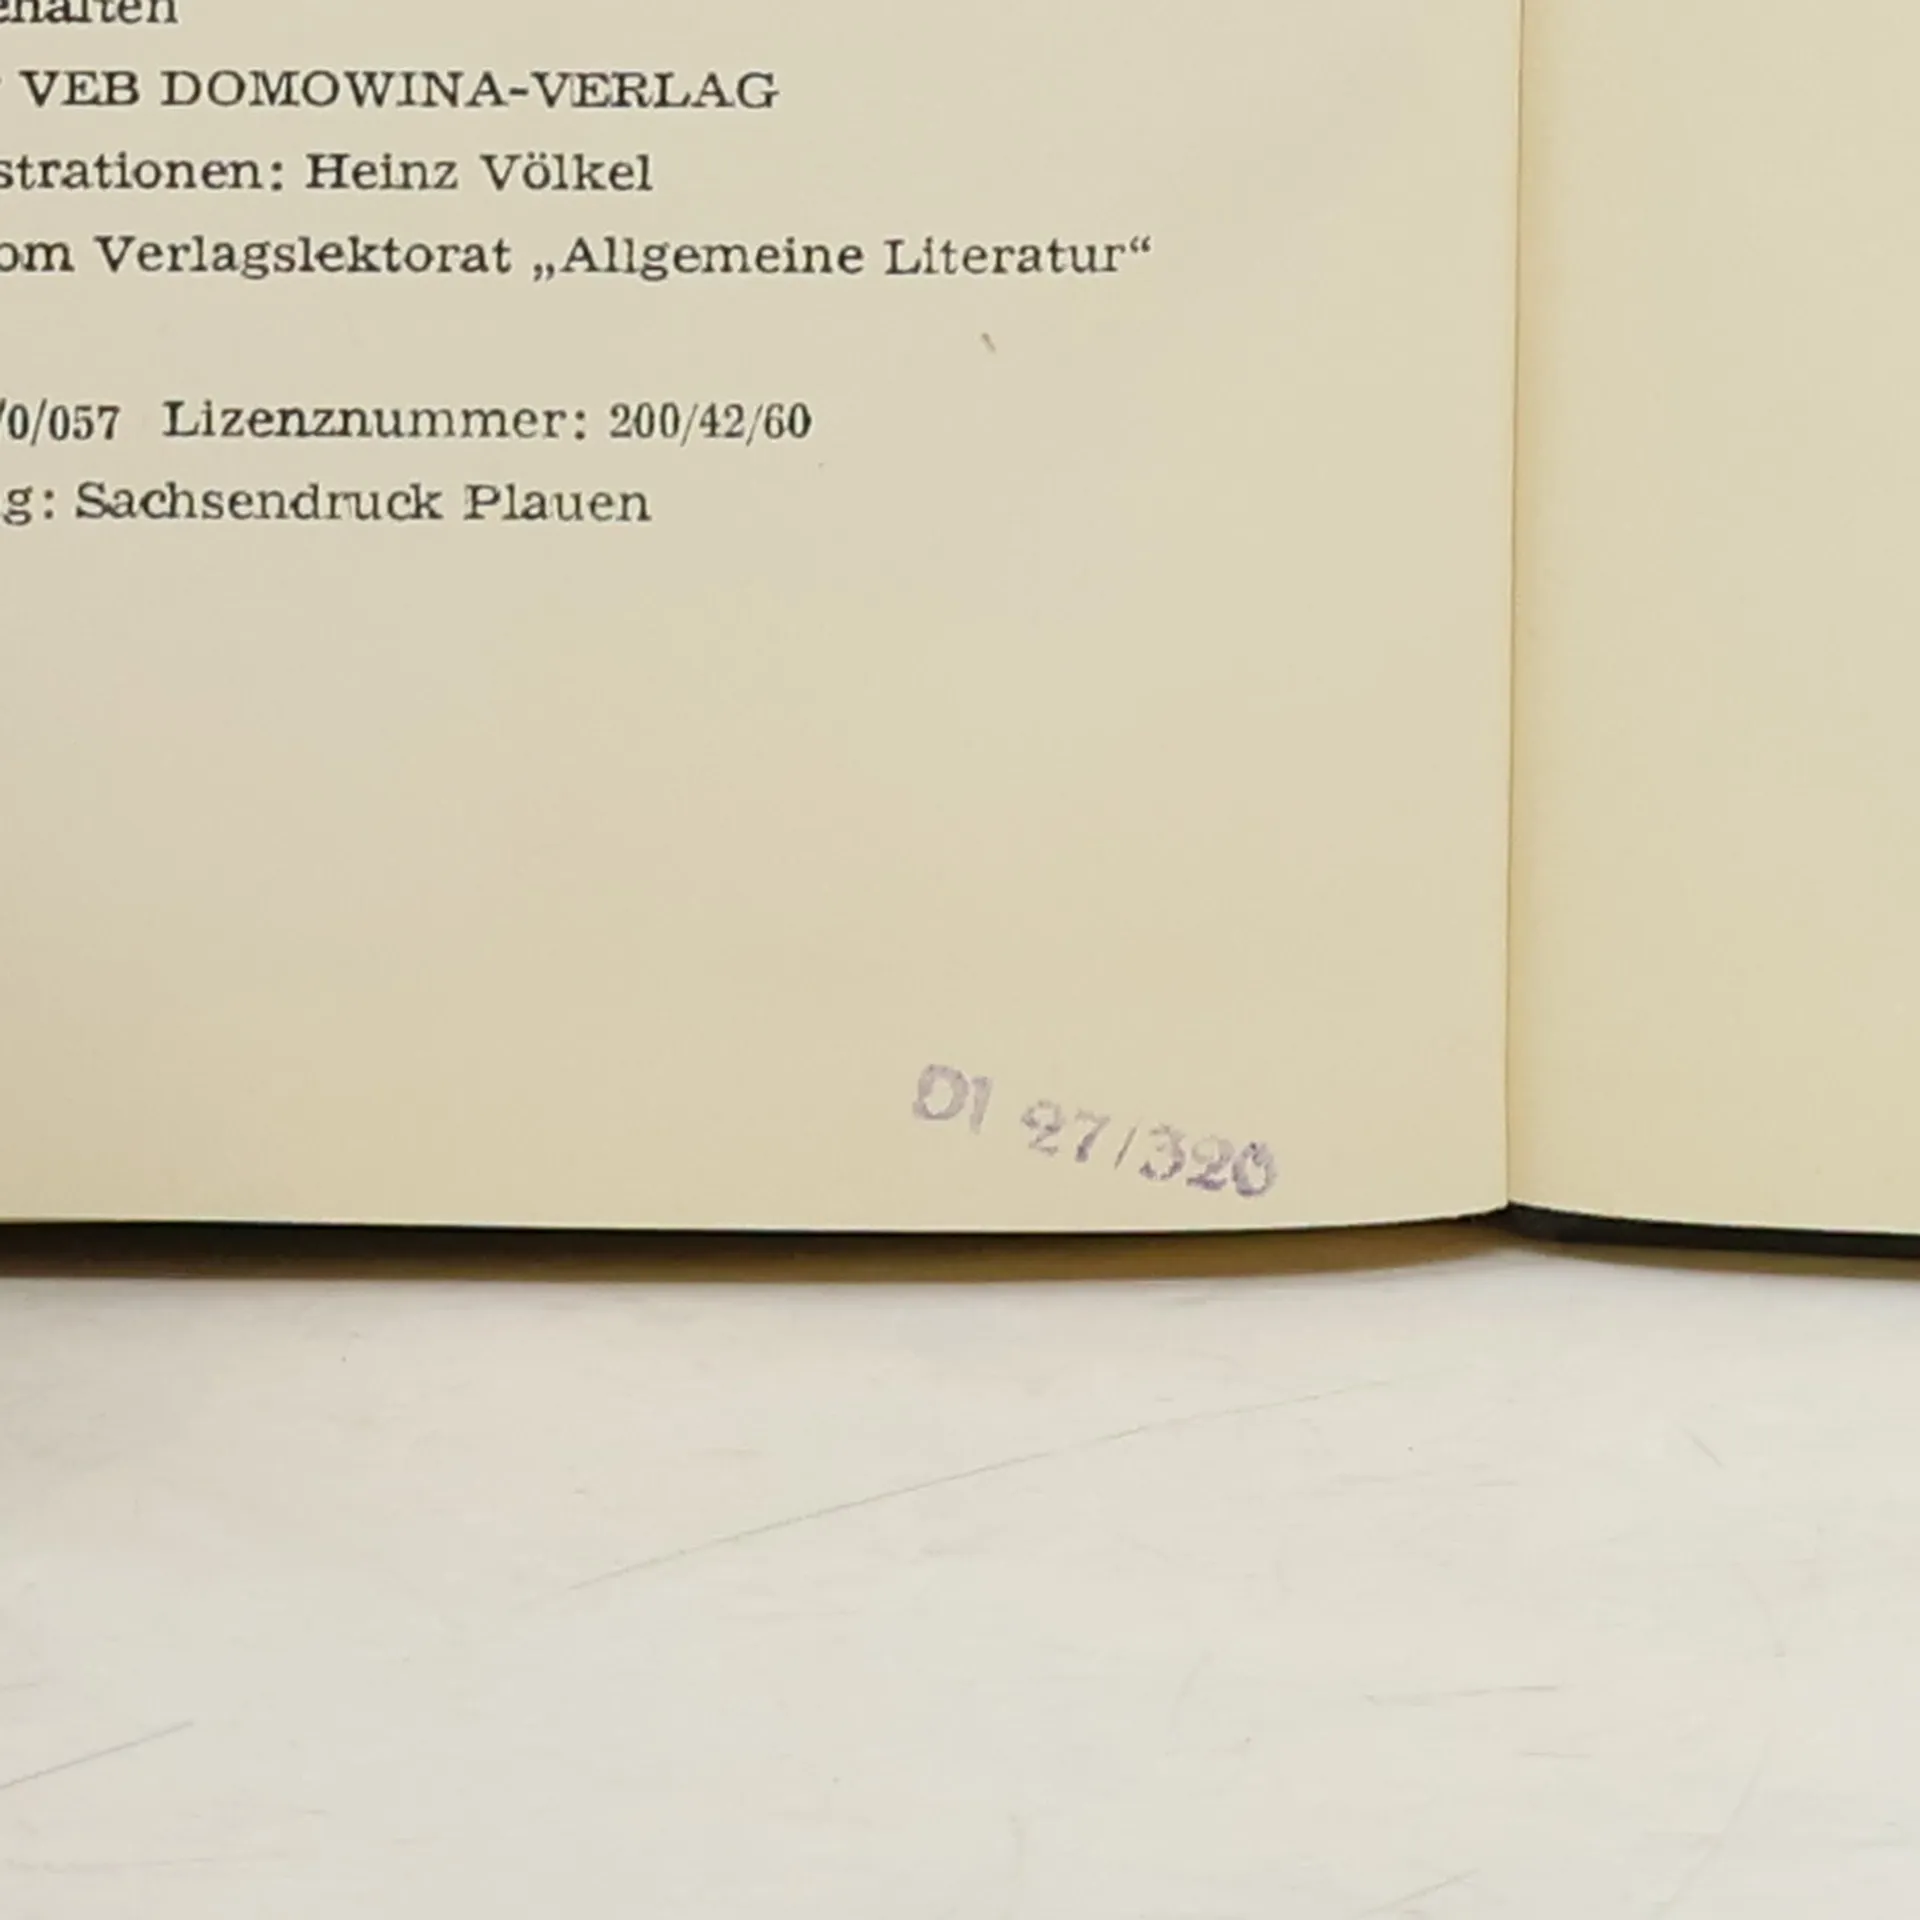 ehalten
VEB DOMOWINA-VERLAG
strationen: Heinz Völkel
om Verlagslektorat „Allgemeine Literatur“
/0/057 Lizenznummer: 200/42/60
g: Sachsendruck Plauen
DI 27/320